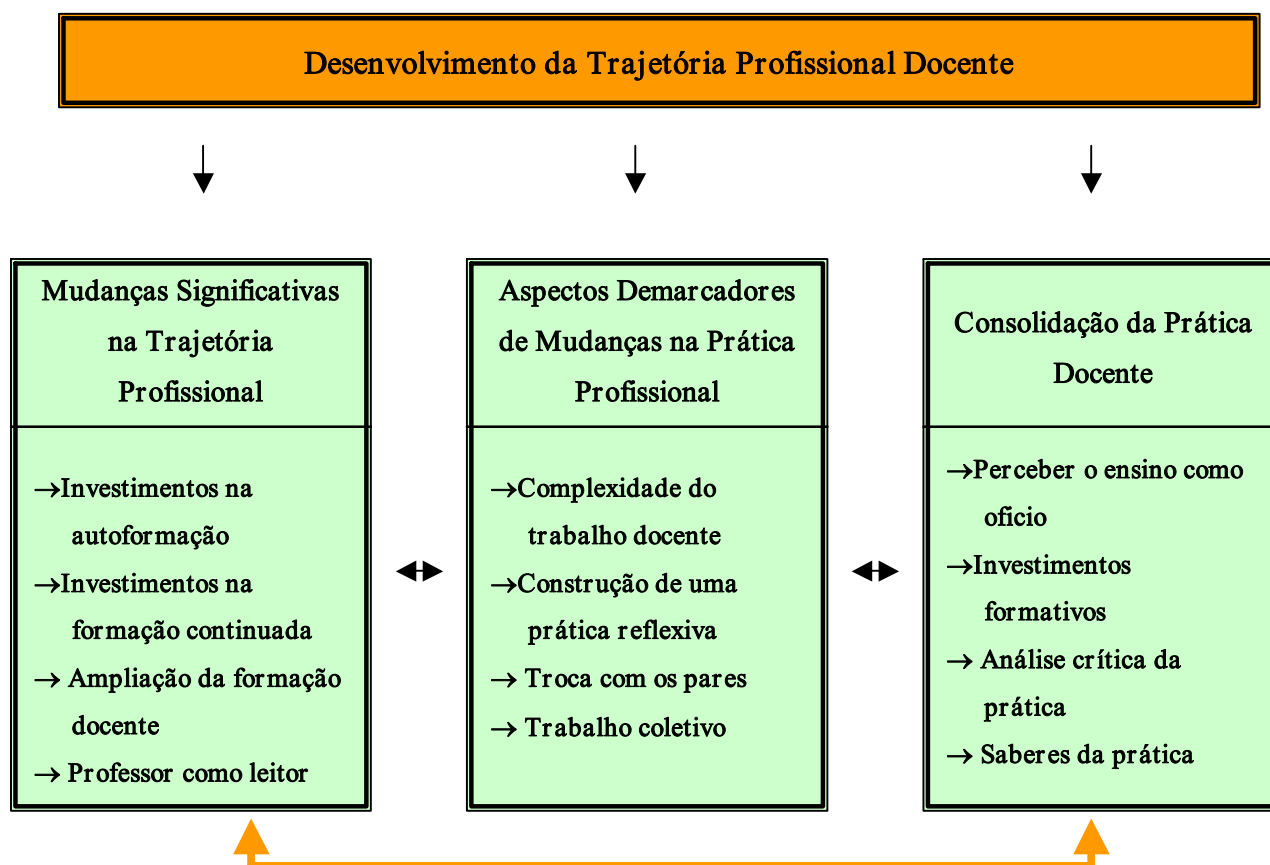 Desenvolvimento da Trajetória Profissional Docente
Mudanças Significativas
na Trajetória
Profissional
→Investimentos na
autoformação
→Investimentos na
formação continuada
→ Ampliação da formação
docente
→ Professor como leitor
Aspectos Demarcadores
de Mudanças na Prática
Profissional
→Complexidade do
trabalho docente
→Construção de uma
prática reflexiva
→ Troca com os pares
→ Trabalho coletivo
Consolidação da Prática
Docente
→Perceber o ensino como
oficio
→Investimentos
formativos
→ Análise crítica da
prática
→ Saberes da prática